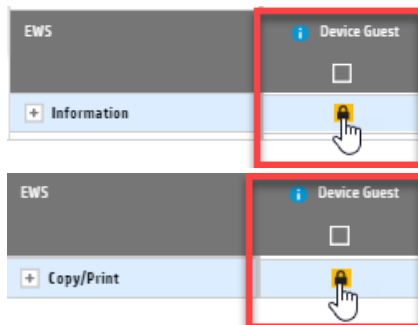 EWS
Device Guest
+ Information
EWS
Device Guest
+ Copy/Print